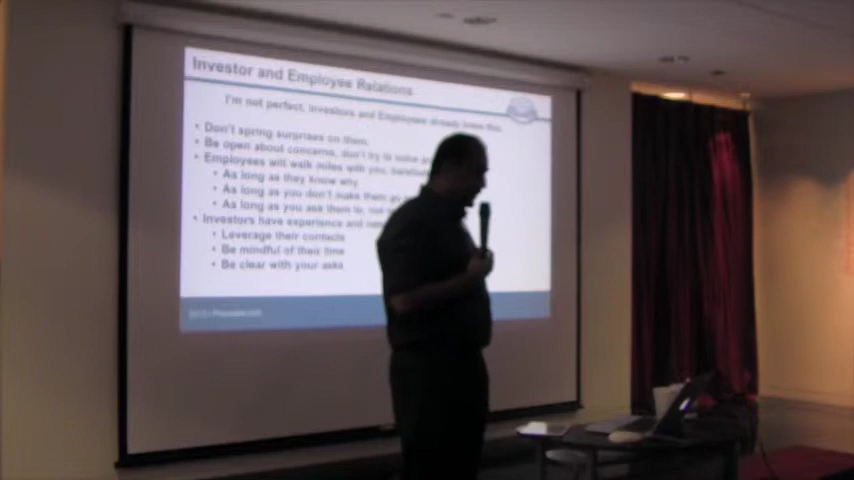 Investor and Employee Relations
I'm not perfect, Investors and Employees already know this.
• Don't spring surprises on them.
• Be open about concerns, don't try to solve
• Employees will walk miles with you, barefoot
• As long as they know why
• As long as you don't make them go
• As long as you ask them to, not
• Investors have experience and
• Leverage their contacts
• Be mindful of their time
• Be clear with your asks